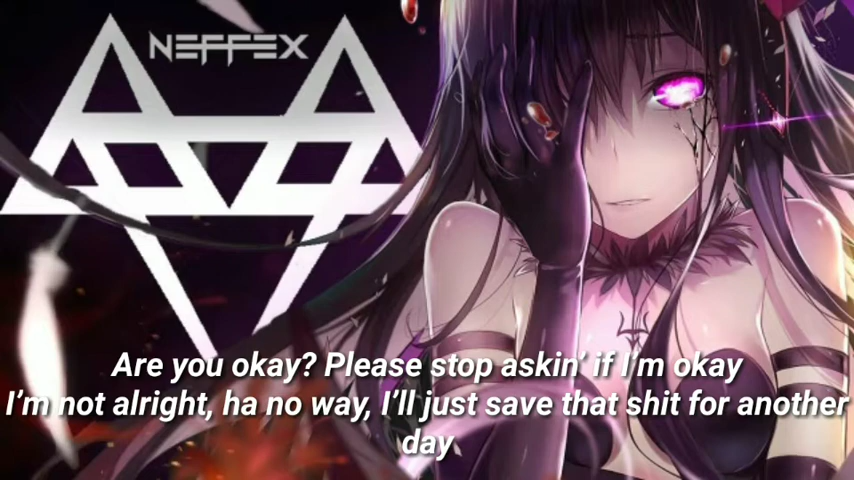 NEFFEX
Are you okay? Please stop askin’ if I’m okay
I’m not alright, ha no way, I’ll just save that shit for another
day